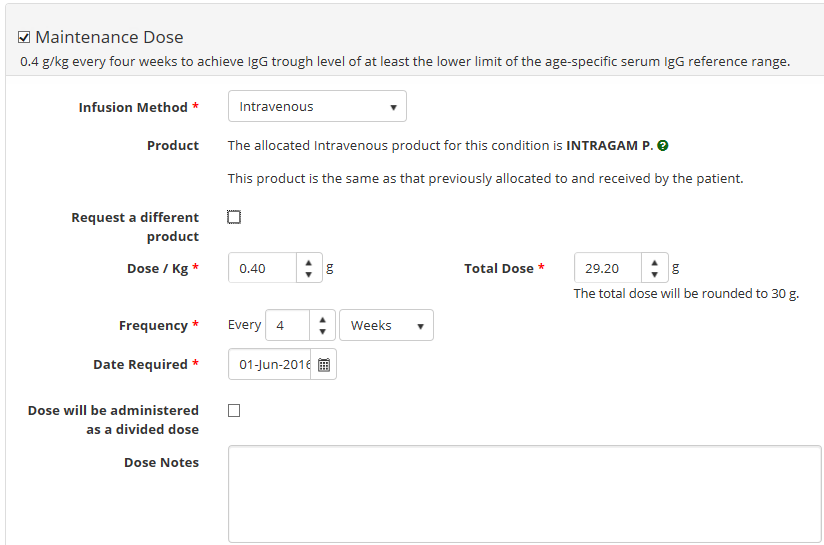 Maintenance Dose
0.4 g/kg every four weeks to achieve IgG trough level of at least the lower limit of the age-specific serum IgG reference range.
Infusion Method * Intravenous
Product The allocated Intravenous product for this condition is INTRAGAM P.
This product is the same as that previously allocated to and received by the patient.
Request a different
product
Dose / Kg * 0.40 g Total Dose * 29.20 g
The total dose will be rounded to 30 g.
Frequency * Every 4 Weeks
Date Required * 01-Jun-2016
Dose will be administered
as a divided dose
Dose Notes